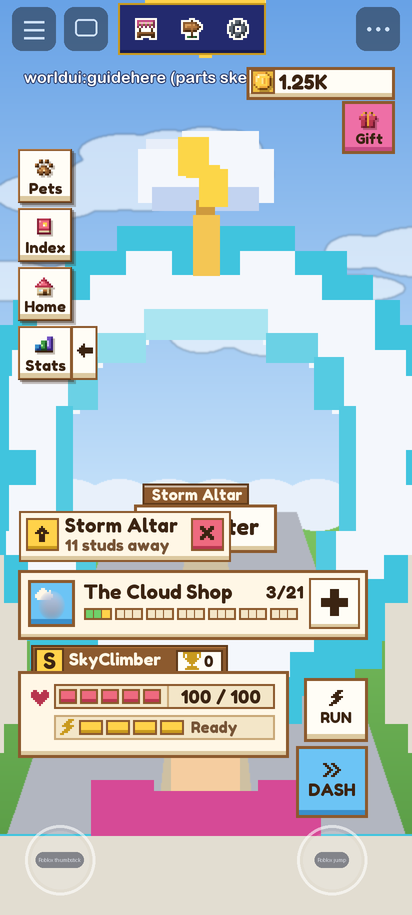 worldui:guidehere (parts ske
1.25K
Gift
Pets
Index
Home
Stats
Storm Altar
Storm Altar
11 studs away
ter
The Cloud Shop
3/21
S
SkyClimber
0
100 / 100
Ready
RUN
DASH
Roblox thumbstick
Roblox jump